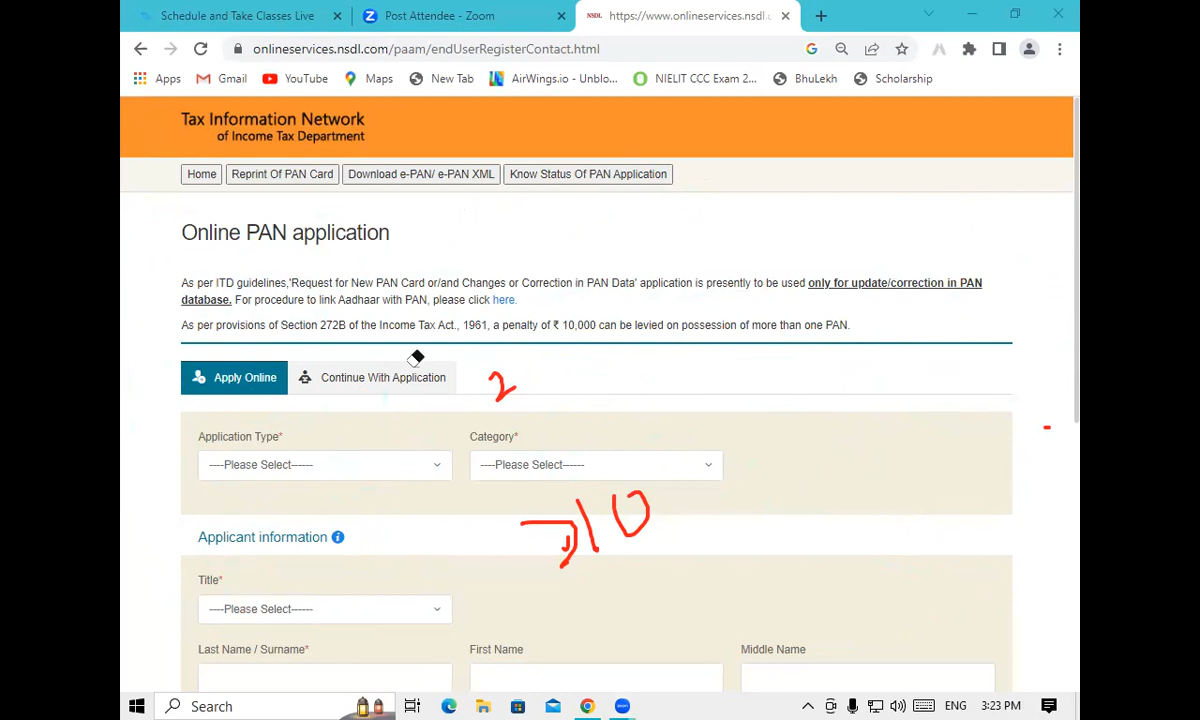 Schedule and Take Classes Live
Post Attendee - Zoom
NSDL https://www.onlineservices.nsdl.c
onlineservices.nsdl.com/paam/endUserRegisterContact.html
Apps Gmail YouTube Maps New Tab AirWings.io - Unblo... NIELIT CCC Exam 2... BhuLekh Scholarship
Tax Information Network
of Income Tax Department
Home Reprint Of PAN Card Download e-PAN/ e-PAN XML Know Status Of PAN Application
Online PAN application
As per ITD guidelines,'Request for New PAN Card or/and Changes or Correction in PAN Data' application is presently to be used only for update/correction in PAN
database. For procedure to link Aadhaar with PAN, please click here.
As per provisions of Section 272B of the Income Tax Act., 1961, a penalty of ₹ 10,000 can be levied on possession of more than one PAN.
Apply Online Continue With Application
2
Application Type* Category*
----Please Select------ ----Please Select------
10
Applicant information
Title*
----Please Select------
Last Name / Surname* First Name Middle Name
Search ENG 3:23 PM